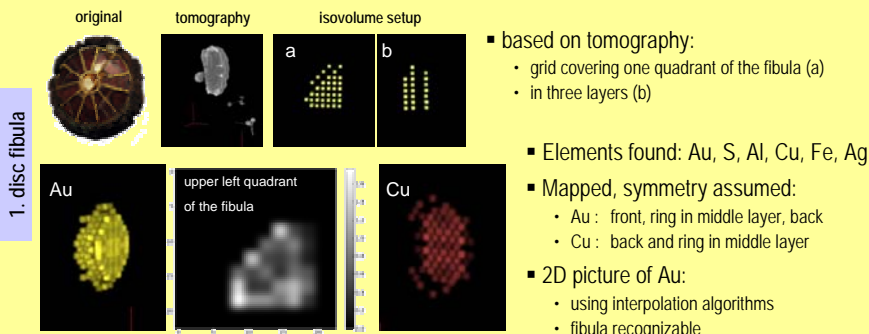 original
tomography
isovolume setup
a
b
1. disc fibula
Au
upper left quadrant
of the fibula
Cu
▪ based on tomography:
• grid covering one quadrant of the fibula (a)
• in three layers (b)
▪ Elements found: Au, S, Al, Cu, Fe, Ag
▪ Mapped, symmetry assumed:
• Au : front, ring in middle layer, back
• Cu : back and ring in middle layer
▪ 2D picture of Au:
• using interpolation algorithms
• fibula recognizable